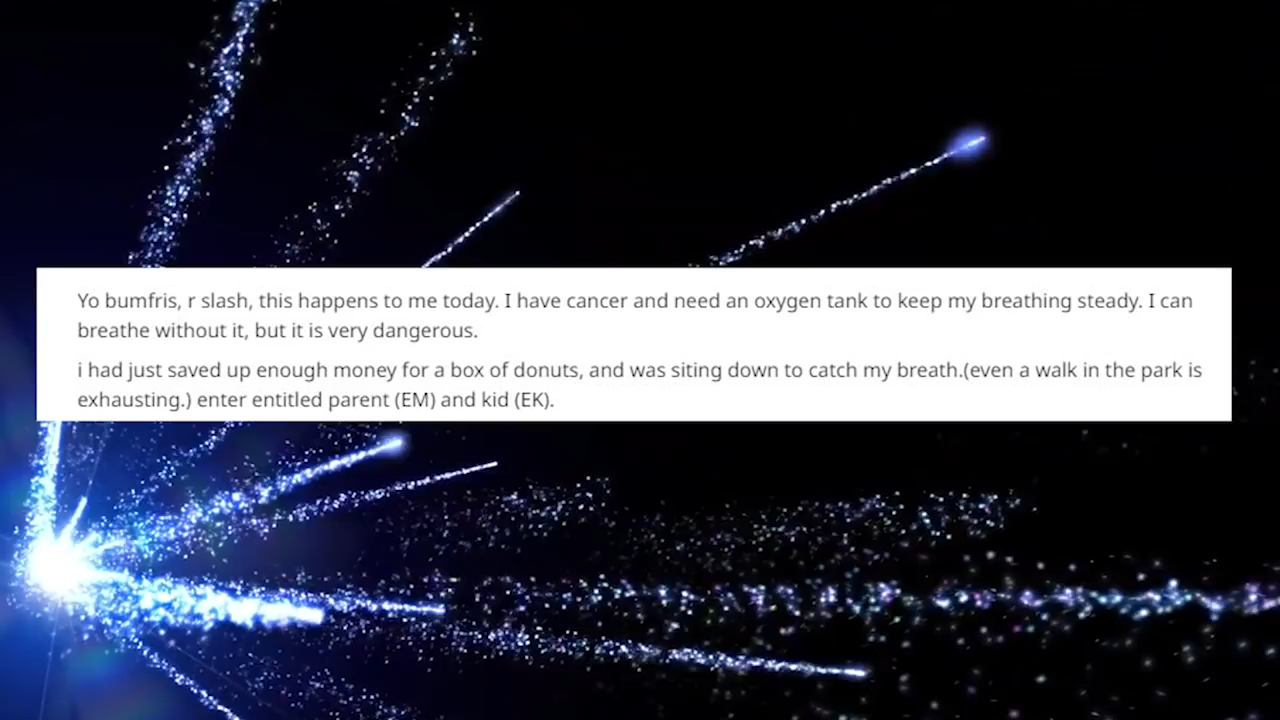 Yo bumfris, r slash, this happens to me today. I have cancer and need an oxygen tank to keep my breathing steady. I can
breathe without it, but it is very dangerous.
i had just saved up enough money for a box of donuts, and was siting down to catch my breath.(even a walk in the park is
exhausting.) enter entitled parent (EM) and kid (EK).